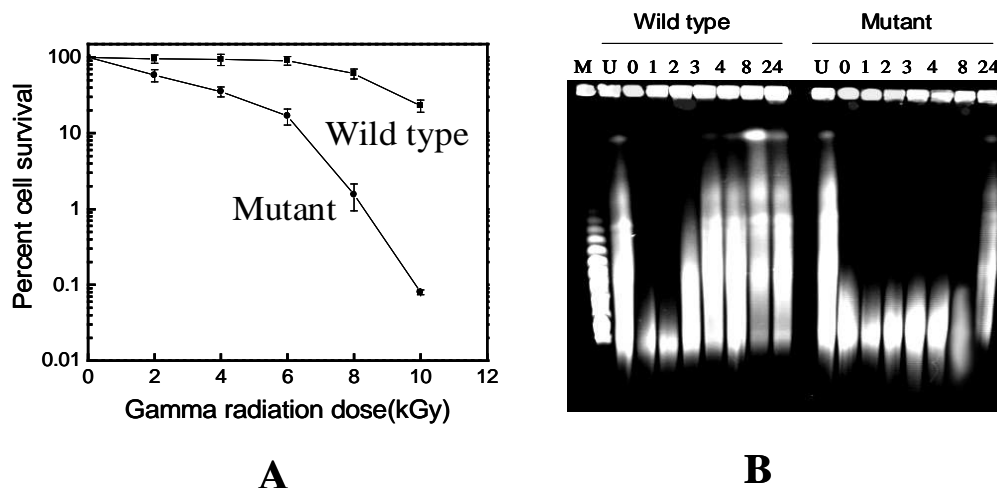 100
10
1
0.1
0.01
Percent cell survival
Wild type
Mutant
0 2 4 6 8 10 12
Gamma radiation dose(kGy)
A
Wild type Mutant
M U 0 1 2 3 4 8 24 U 0 1 2 3 4 8 24
B